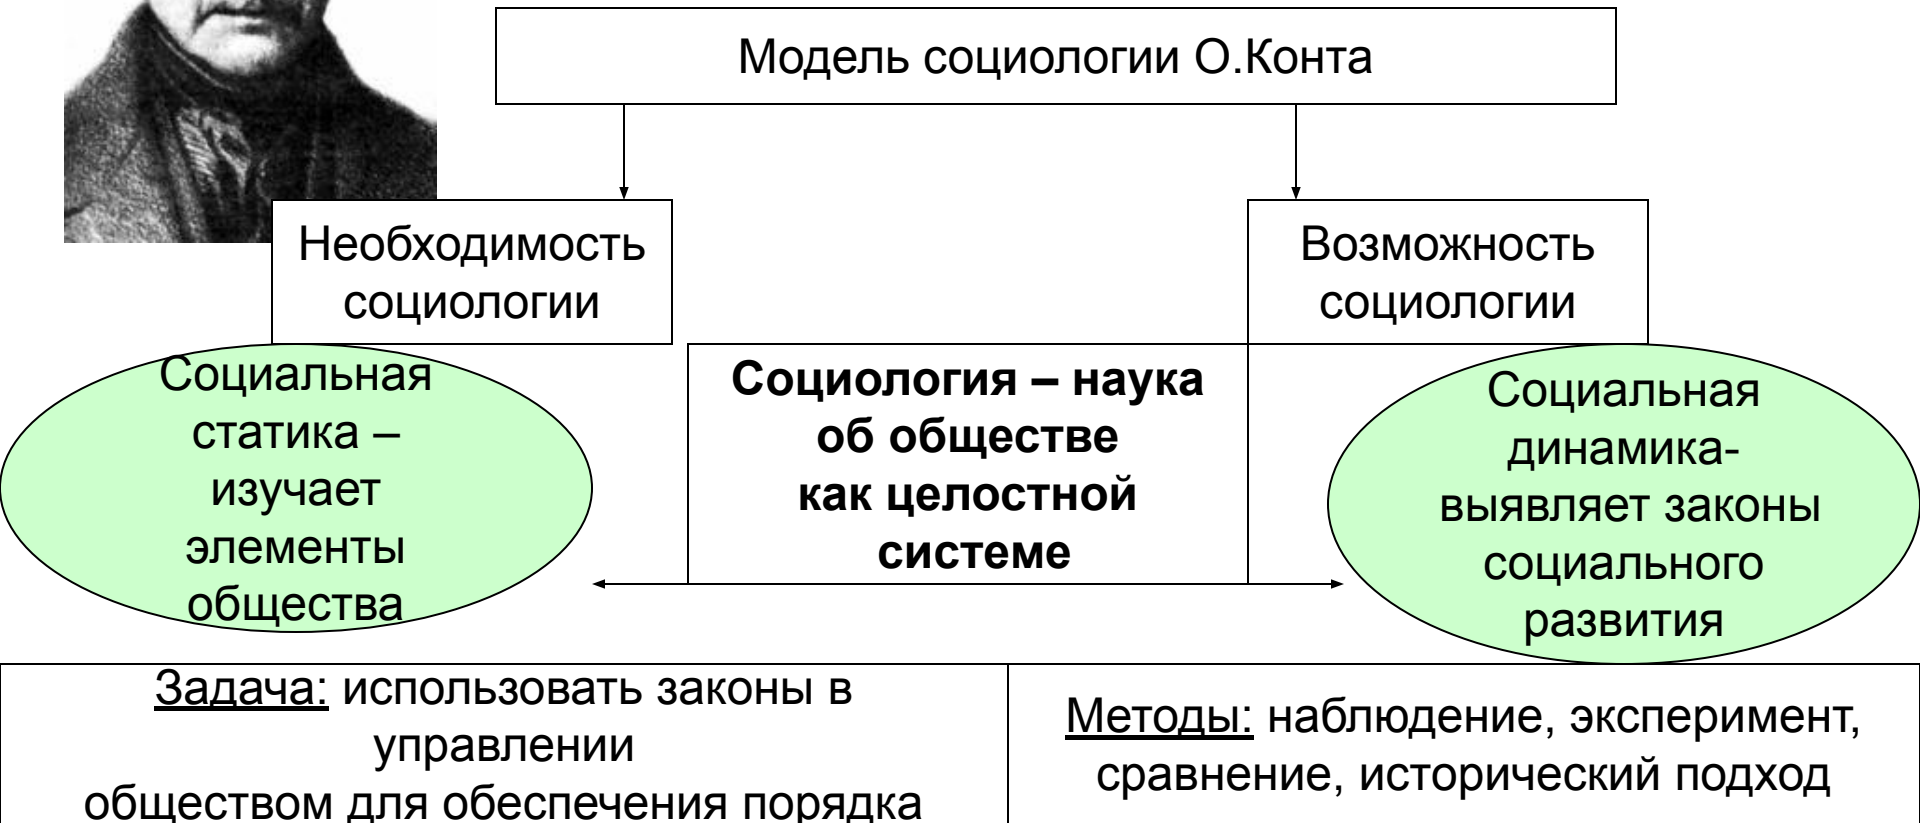 Модель социологии О.Конта
Необходимость
социологии
Возможность
социологии
Социальная
статика –
изучает
элементы
общества
Социология – наука
об обществе
как целостной
системе
Социальная
динамика-
выявляет законы
социального
развития
Задача: использовать законы в
управлении
обществом для обеспечения порядка
Методы: наблюдение, эксперимент,
сравнение, исторический подход